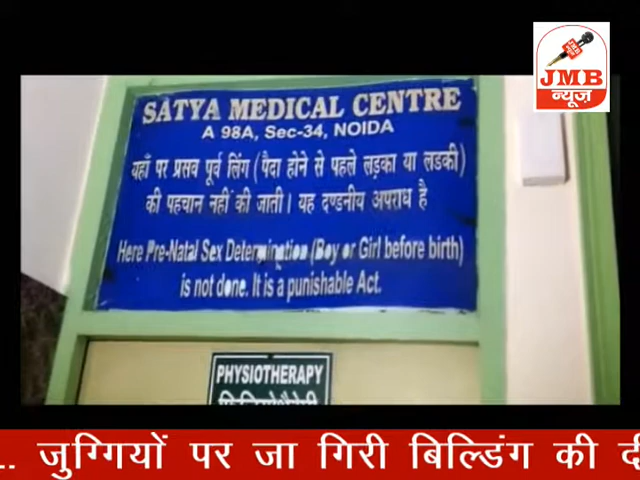 JMB
न्यूज़
SATYA MEDICAL CENTRE
A 98A, Sec-34, NOIDA
यहाँ पर प्रसव पूर्व लिंग (पैदा होने से पहले लड़का या लडकी)
की पहचान नहीं की जाती। यह दण्डनीय अपराध है
Here Pre-Natal Sex Determination (Boy or Girl before birth)
is not done. It is a punishable Act.
PHYSIOTHERAPY
.. जुग्गियों पर जा गिरी बिल्डिंग की